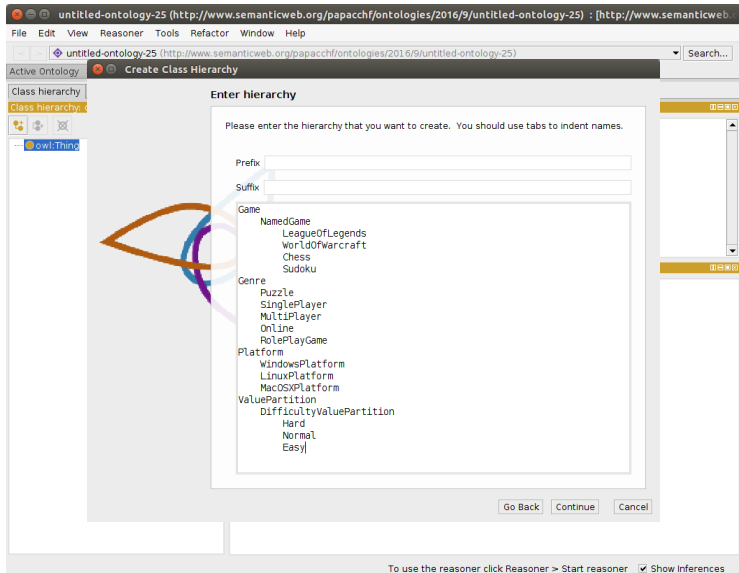 untitled-ontology-25 (http://www.semanticweb.org/papacchf/ontologies/2016/9/untitled-ontology-25) : [http://www.semanticweb.
File Edit View Reasoner Tools Refactor Window Help
untitled-ontology-25 (http://www.semanticweb.org/papacchf/ontologies/2016/9/untitled-ontology-25) Search...
Active Ontology
Create Class Hierarchy
Class hierarchy
Class hierarchy:
owl:Thing
Enter hierarchy
Please enter the hierarchy that you want to create. You should use tabs to indent names.
Prefix
Suffix
Game
NamedGame
LeagueOfLegends
WorldOfWarcraft
Chess
Sudoku
Genre
Puzzle
SinglePlayer
MultiPlayer
Online
RolePlayGame
Platform
WindowsPlatform
LinuxPlatform
MacOSXPlatform
ValuePartition
DifficultyValuePartition
Hard
Normal
Easy
Go Back Continue Cancel
To use the reasoner click Reasoner > Start reasoner Show Inferences